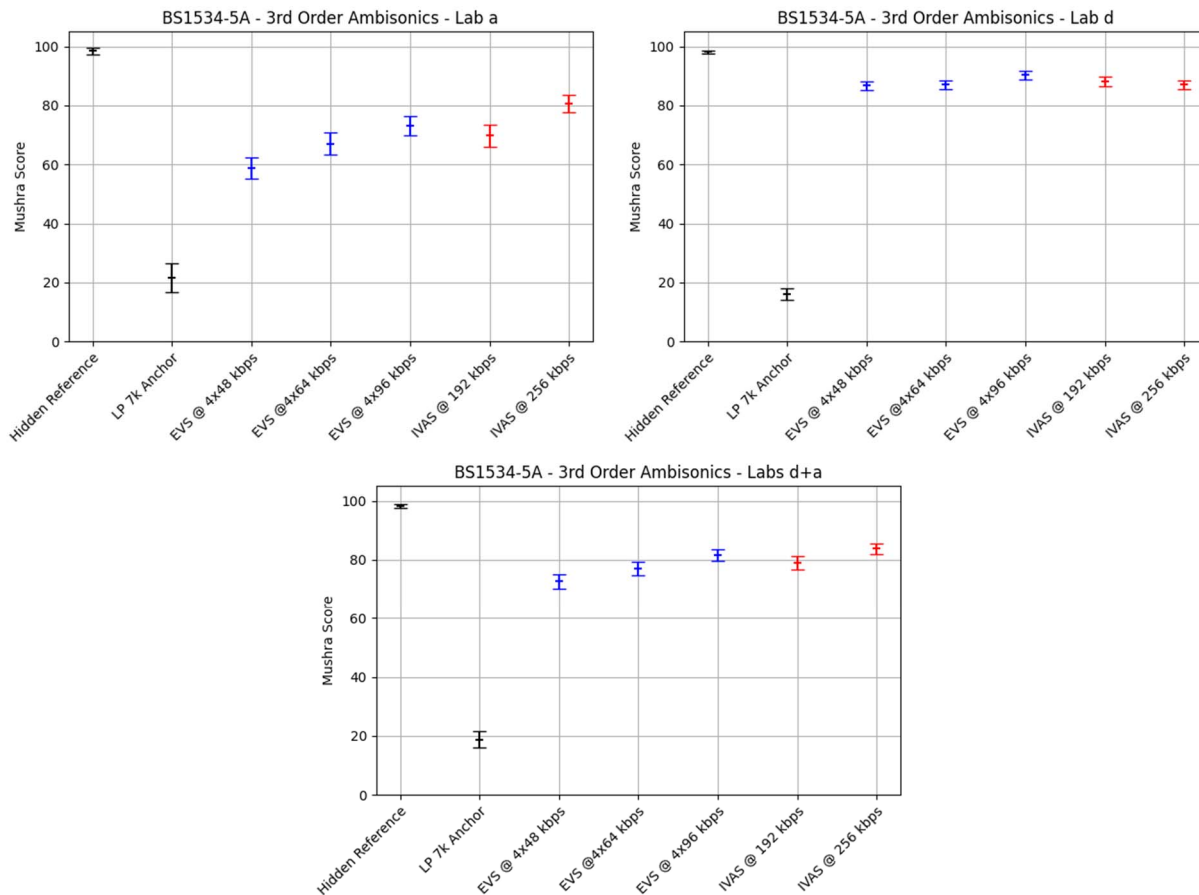 BS1534-5A - 3rd Order Ambisonics - Lab a
Mushra Score
100
80
60
40
20
0
Hidden Reference
LP 7k Anchor
EVS @ 4x48 kbps
EVS @4x64 kbps
EVS @ 4x96 kbps
IVAS @ 192 kbps
IVAS @ 256 kbps
BS1534-5A - 3rd Order Ambisonics - Lab d
Mushra Score
100
80
60
40
20
0
Hidden Reference
LP 7k Anchor
EVS @ 4x48 kbps
EVS @4x64 kbps
EVS @ 4x96 kbps
IVAS @ 192 kbps
IVAS @ 256 kbps
BS1534-5A - 3rd Order Ambisonics - Labs d+a
Mushra Score
100
80
60
40
20
0
Hidden Reference
LP 7k Anchor
EVS @ 4x48 kbps
EVS @4x64 kbps
EVS @ 4x96 kbps
IVAS @ 192 kbps
IVAS @ 256 kbps